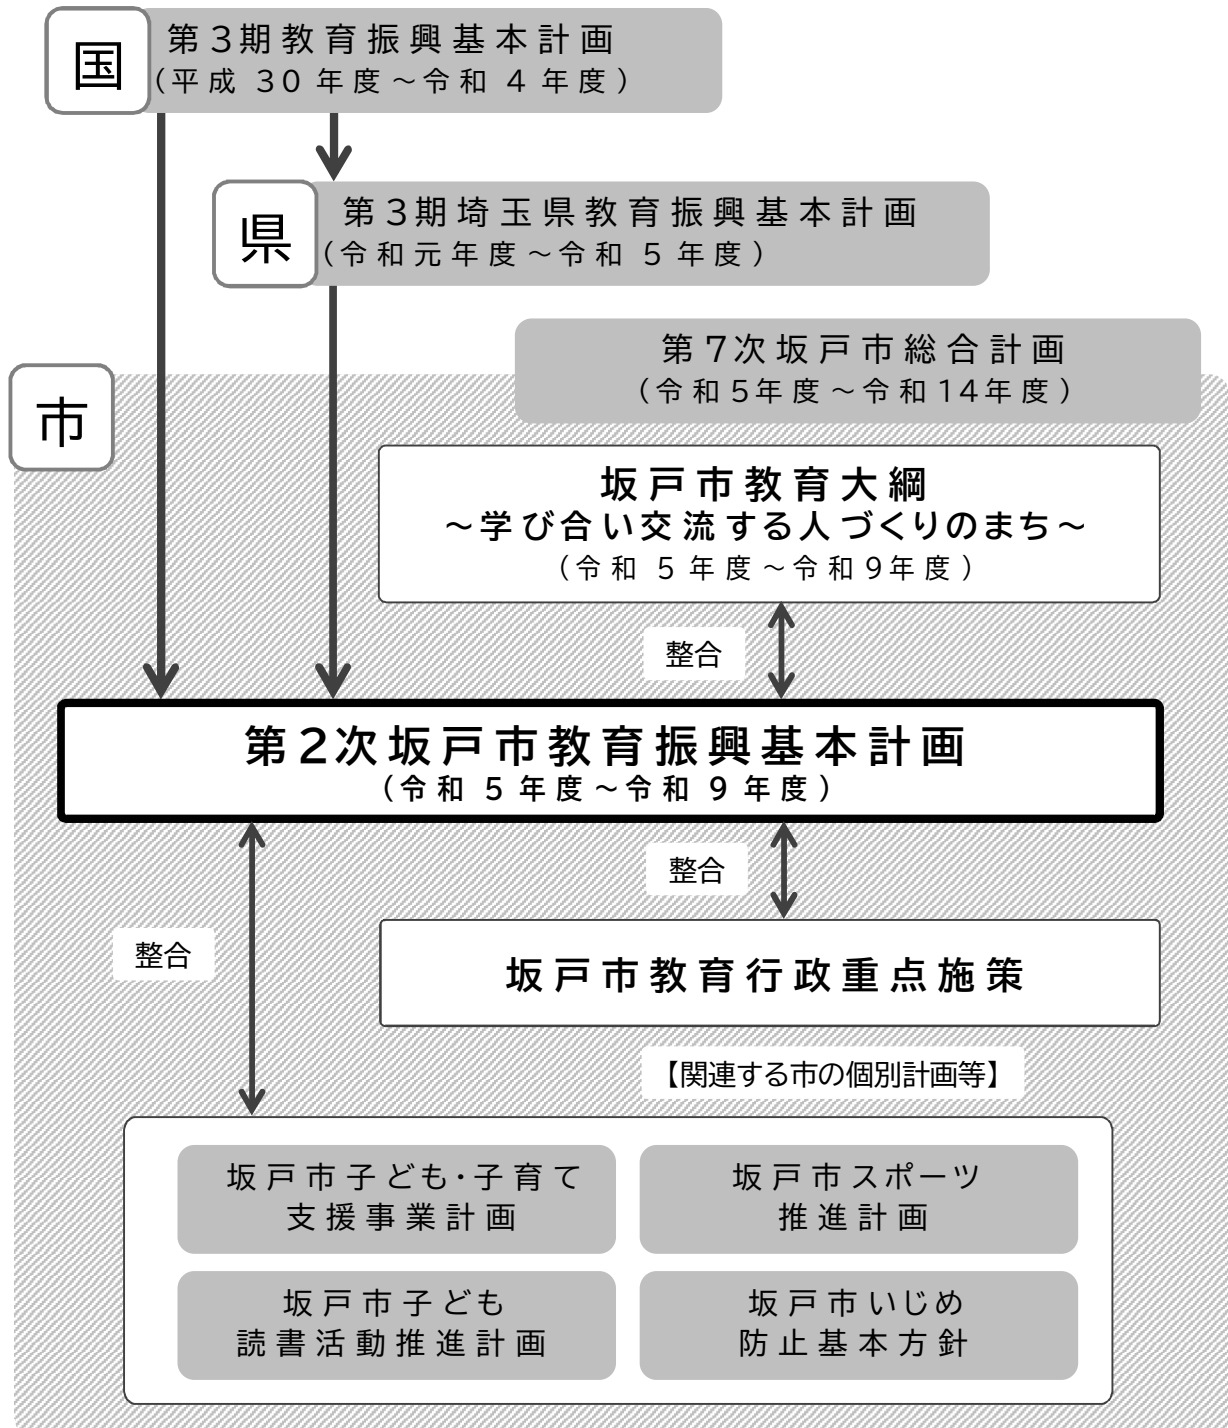 国
第3期教育振興基本計画
(平成 30 年度～令和 4 年度)
県
第3期埼玉県教育振興基本計画
(令和元年度～令和 5 年度)
第7次坂戸市総合計画
(令和5年度～令和14年度)
市
坂戸市教育大綱
～学び合い交流する人づくりのまち～
(令和 5 年度～令和9年度)
整合
第2次坂戸市教育振興基本計画
(令和 5 年度～令和 9 年度)
整合
整合
坂戸市教育行政重点施策
【関連する市の個別計画等】
坂戸市子ども・子育て
支援事業計画
坂戸市スポーツ
推進計画
坂戸市子ども
読書活動推進計画
坂戸市いじめ
防止基本方針